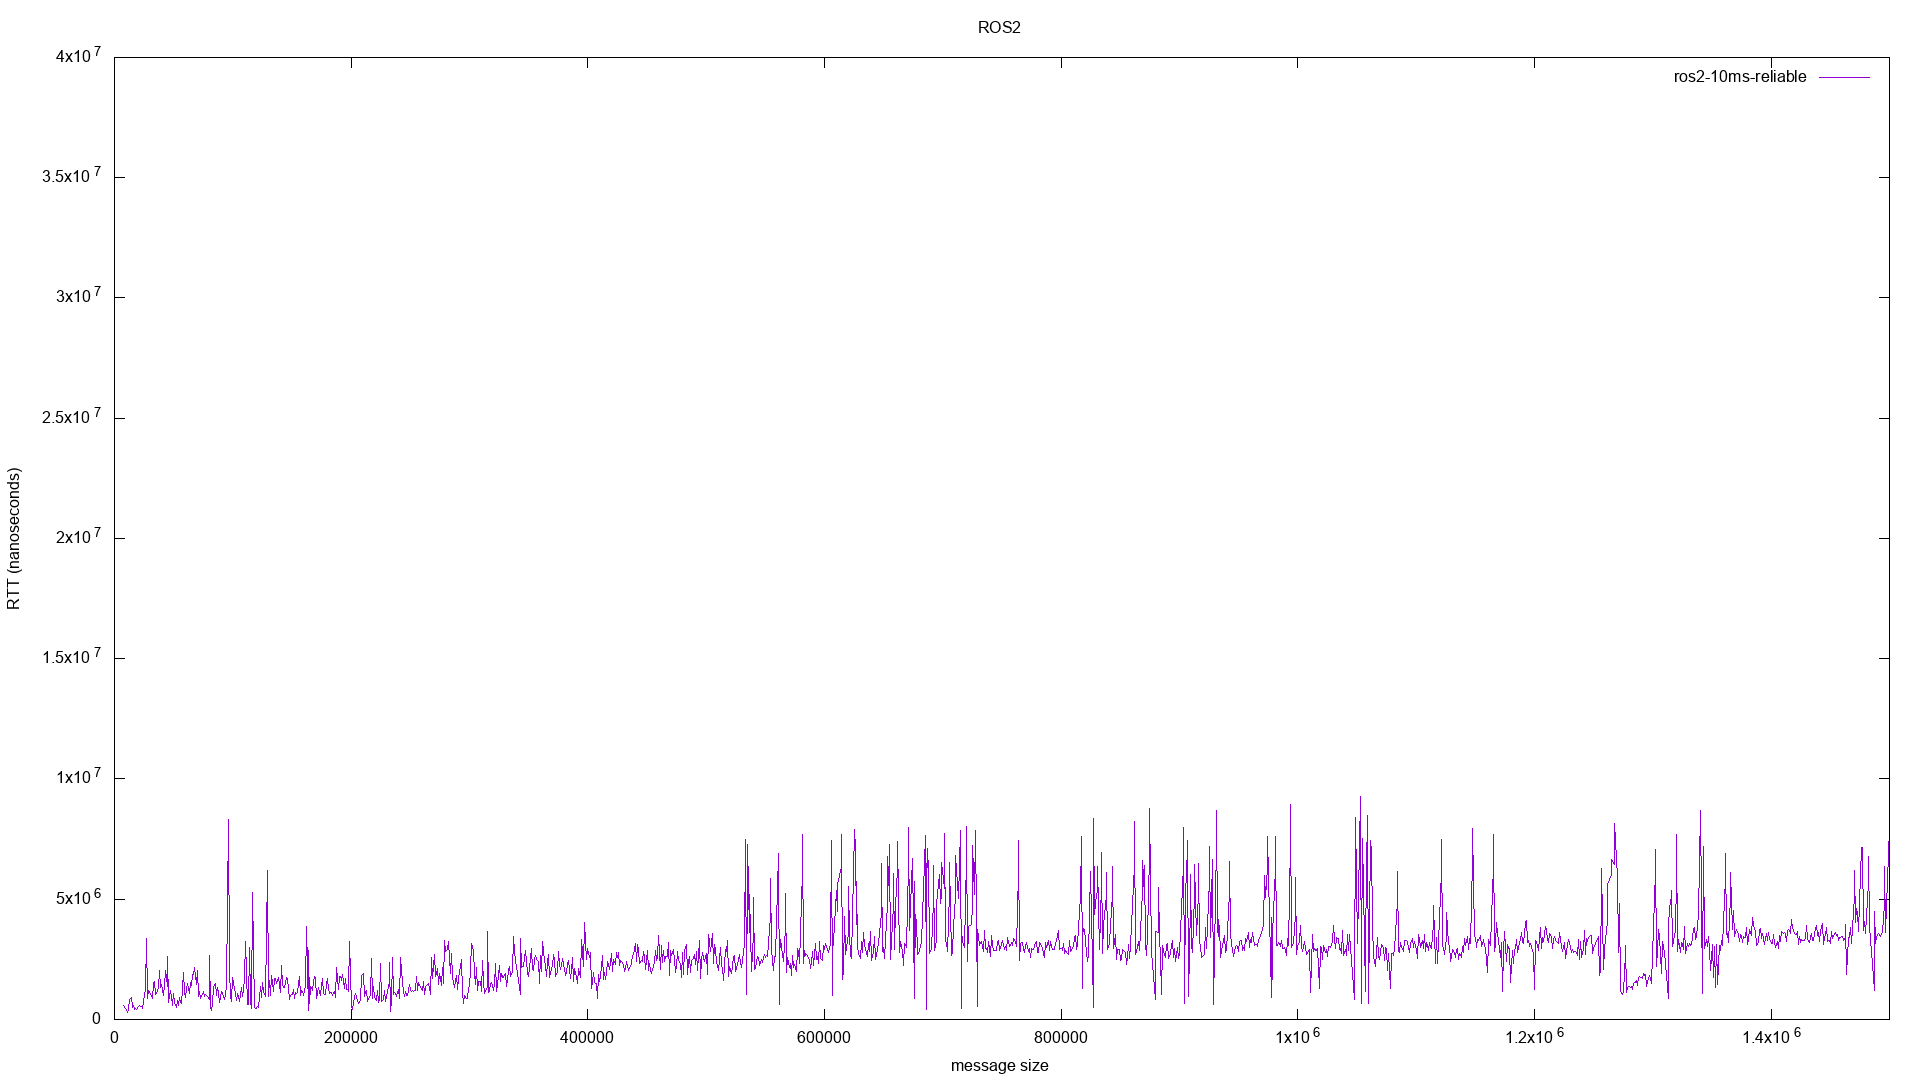 ROS2
ros2-10ms-reliable
4x10 7
3.5x10 7
3x10 7
2.5x10 7
2x10 7
1.5x10 7
1x10 7
5x10 6
0
RTT (nanoseconds)
0 200000 400000 600000 800000 1x10 6 1.2x10 6 1.4x10 6
message size